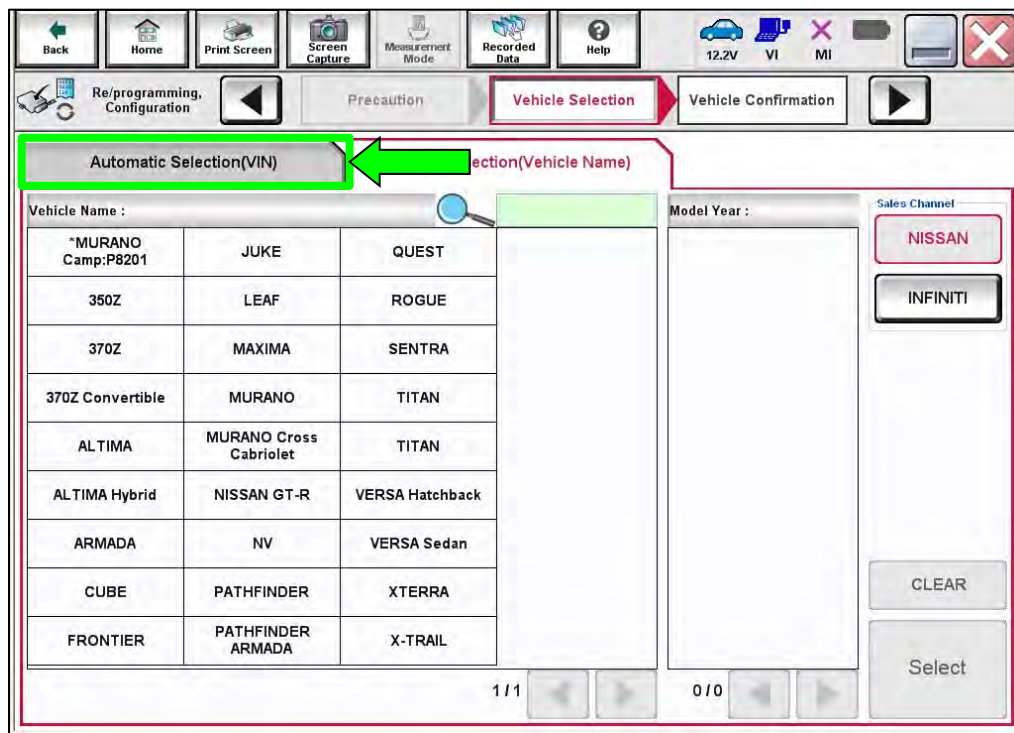 Back
Home
Print Screen
Screen
Capture
Measurement
Mode
Recorded
Data
Help
12.2V
VI
MI
Re/programming,
Configuration
Precaution
Vehicle Selection
Vehicle Confirmation
Automatic Selection(VIN)
ection(Vehicle Name)
Vehicle Name :
Model Year :
Sales Channel
*MURANO
Camp:P8201
JUKE
QUEST
NISSAN
350Z
LEAF
ROGUE
INFINITI
370Z
MAXIMA
SENTRA
370Z Convertible
MURANO
TITAN
ALTIMA
MURANO Cross
Cabriolet
TITAN
ALTIMA Hybrid
NISSAN GT-R
VERSA Hatchback
ARMADA
NV
VERSA Sedan
CUBE
PATHFINDER
XTERRA
CLEAR
FRONTIER
PATHFINDER
ARMADA
X-TRAIL
Select
1/1
0/0